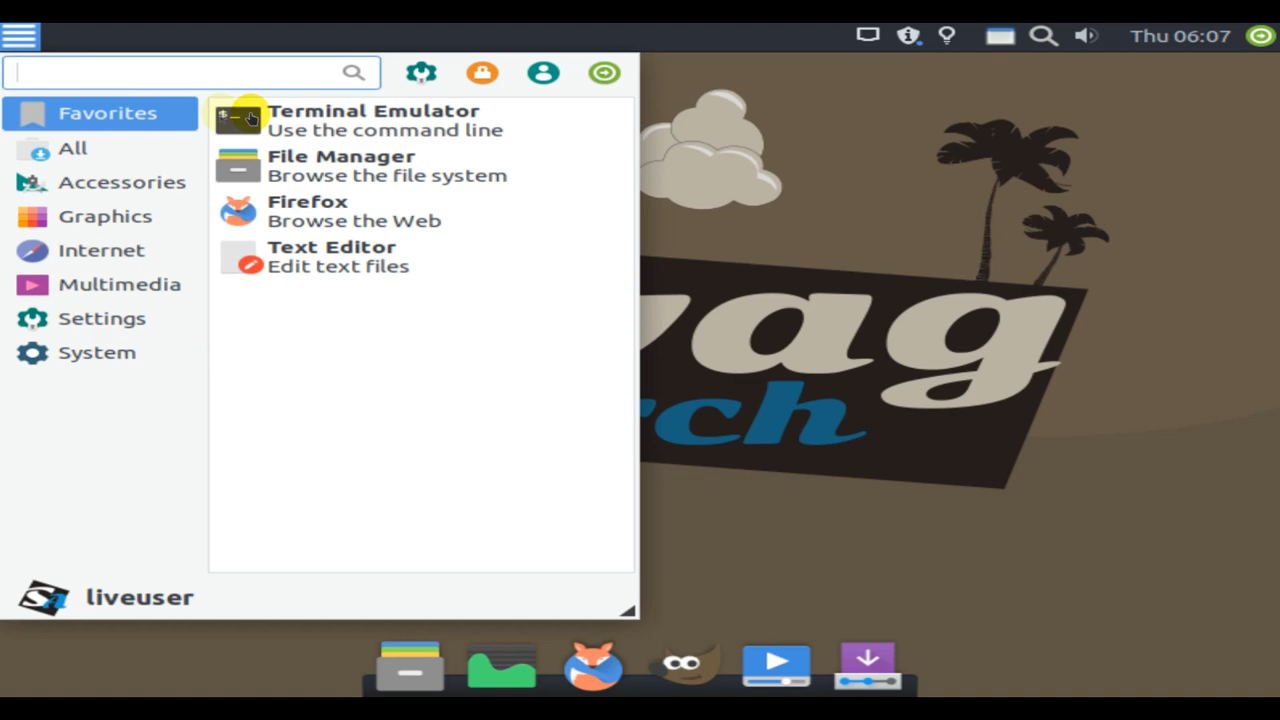 Thu 06:07
Favorites
All
Accessories
Graphics
Internet
Multimedia
Settings
System
Terminal Emulator
Use the command line
File Manager
Browse the file system
Firefox
Browse the Web
Text Editor
Edit text files
liveuser
vag
rch